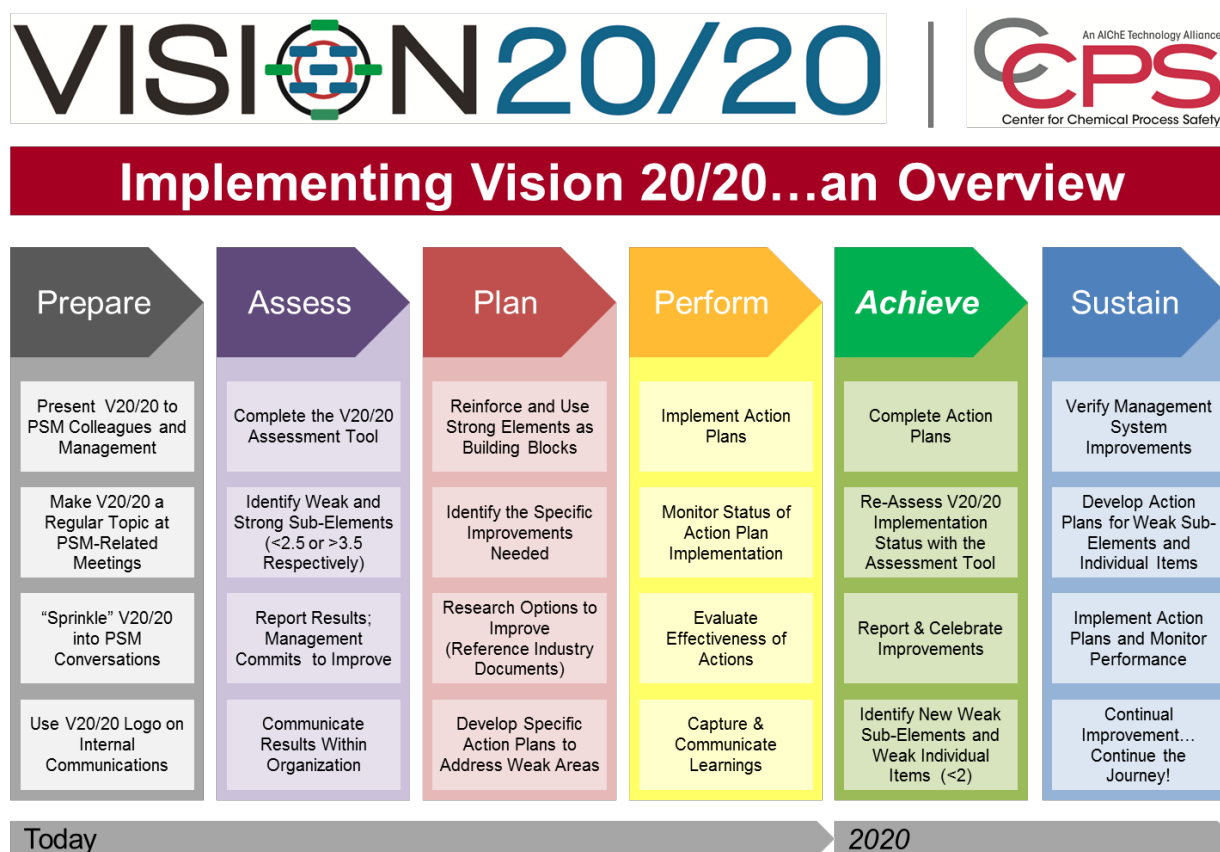 VISION 20/20
An AIChE Technology Alliance
CCPS
Center for Chemical Process Safety
Implementing Vision 20/20...an Overview
Prepare
Present V20/20 to
PSM Colleagues and
Management
Make V20/20 a
Regular Topic at
PSM-Related
Meetings
“Sprinkle” V20/20
into PSM
Conversations
Use V20/20 Logo on
Internal
Communications
Assess
Complete the V20/20
Assessment Tool
Identify Weak and
Strong Sub-Elements
(<2.5 or >3.5
Respectively)
Report Results;
Management
Commits to Improve
Communicate
Results Within
Organization
Plan
Reinforce and Use
Strong Elements as
Building Blocks
Identify the Specific
Improvements
Needed
Research Options to
Improve
(Reference Industry
Documents)
Develop Specific
Action Plans to
Address Weak Areas
Perform
Implement Action
Plans
Monitor Status of
Action Plan
Implementation
Evaluate
Effectiveness of
Actions
Capture &
Communicate
Learnings
Achieve
Complete Action
Plans
Re-Assess V20/20
Implementation
Status with the
Assessment Tool
Report & Celebrate
Improvements
Identify New Weak
Sub-Elements and
Weak Individual
Items (<2)
Sustain
Verify Management
System
Improvements
Develop Action
Plans for Weak Sub-
Elements and
Individual Items
Implement Action
Plans and Monitor
Performance
Continual
Improvement...
Continue the
Journey!
Today
2020